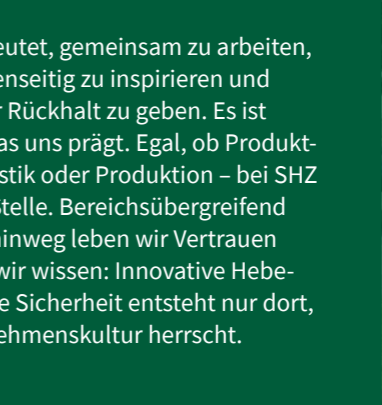 eutet, gemeinsam zu arbeiten,
enseitig zu inspirieren und
r Rückhalt zu geben. Es ist
as uns prägt. Egal, ob Produkt-
stik oder Produktion – bei SHZ
telle. Bereichsübergreifend
inweg leben wir Vertrauen
wir wissen: Innovative Hebe-
e Sicherheit entsteht nur dort,
ehmenskultur herrscht.